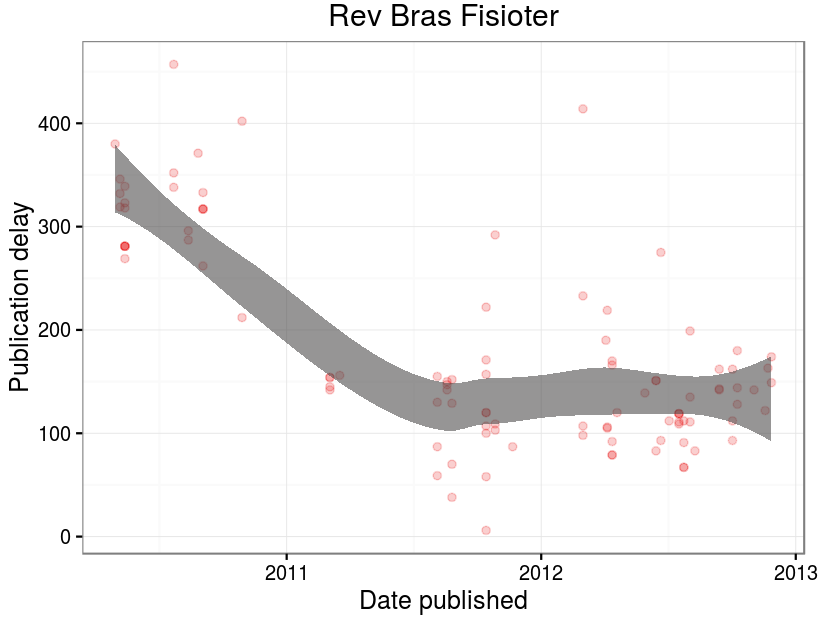 Rev Bras Fisioter
Publication delay
400
300
200
100
0
2011
2012
2013
Date published